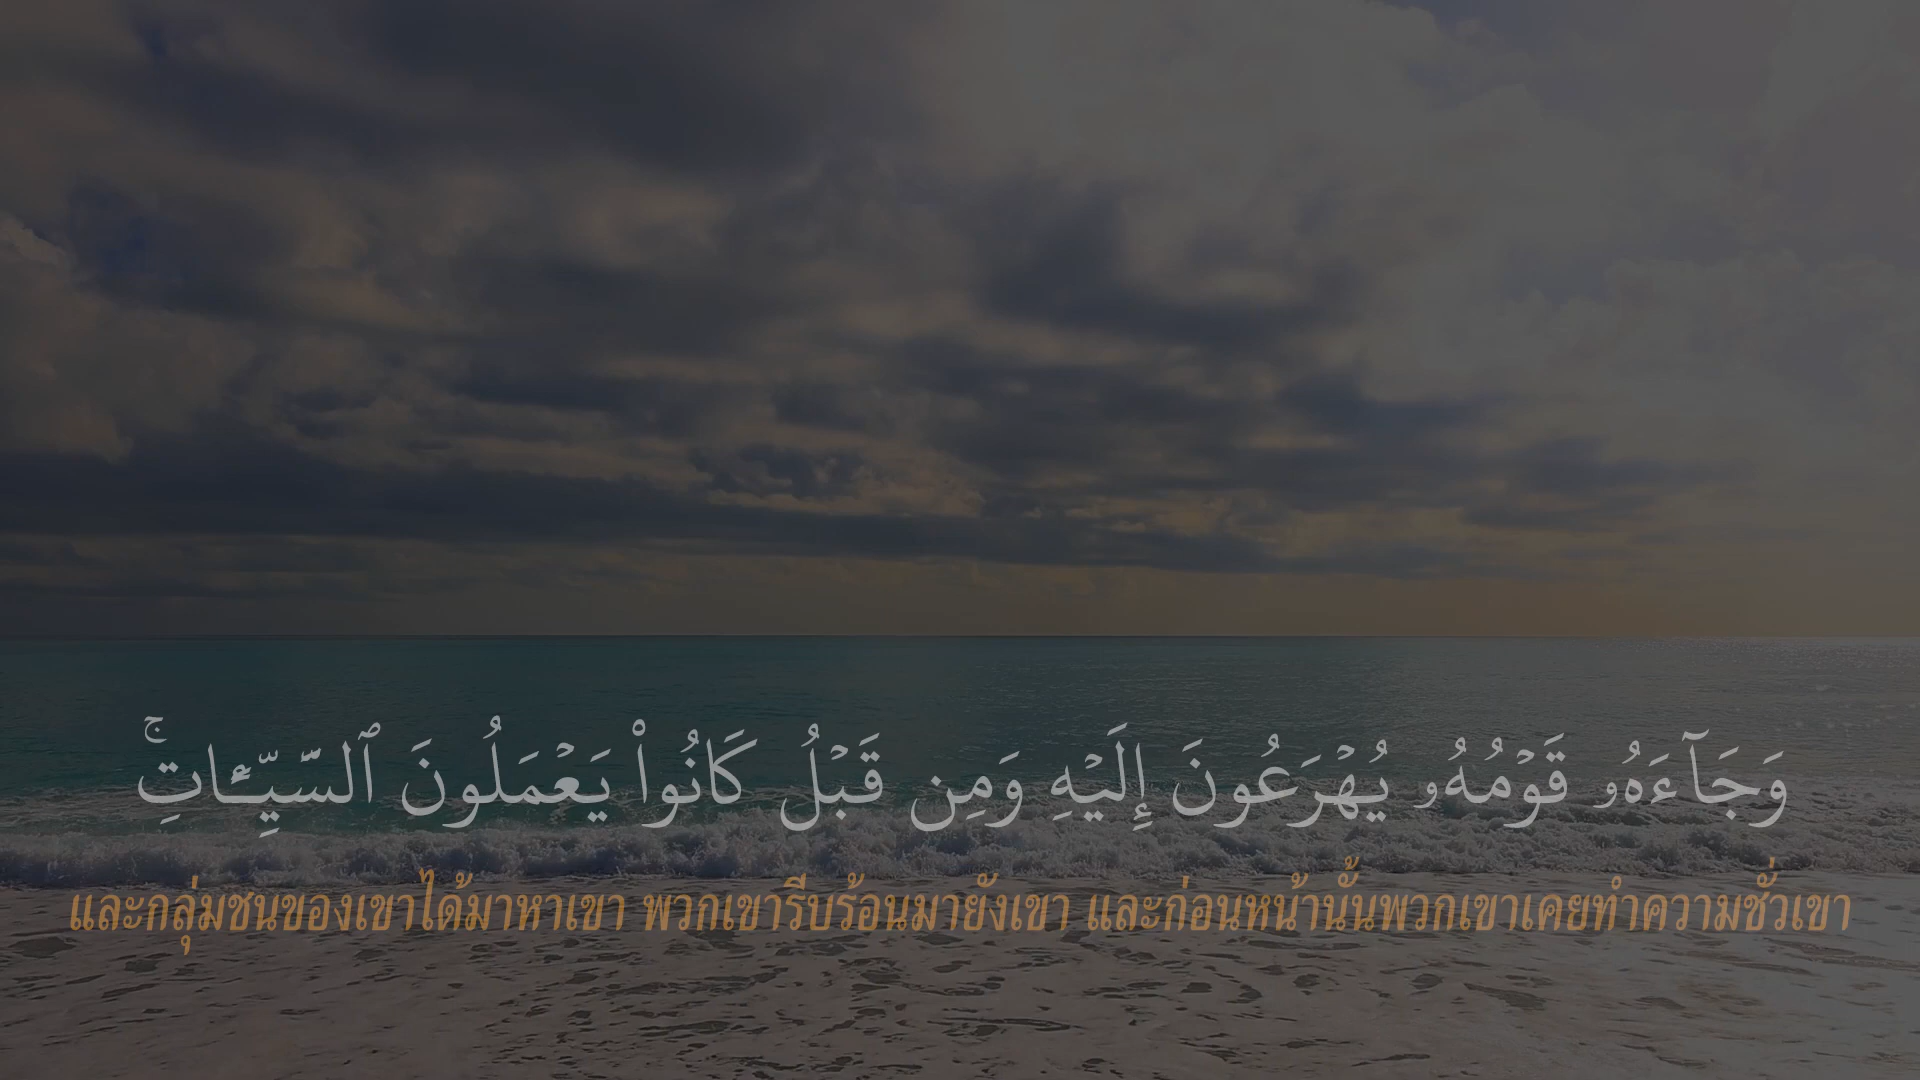 وَجَآءَهُۥ قَوْمُهُۥ يُهْرَعُونَ إِلَيْهِ وَمِن قَبْلُ كَانُوا۟ يَعْمَلُونَ ٱلسَّيِّـَٔاتِ ۚ
และกลุ่มชนของเขาได้มาหาเขา พวกเขารีบร้อนมายังเขา และก่อนหน้านั้นพวกเขาเคยทำความชั่วเขา